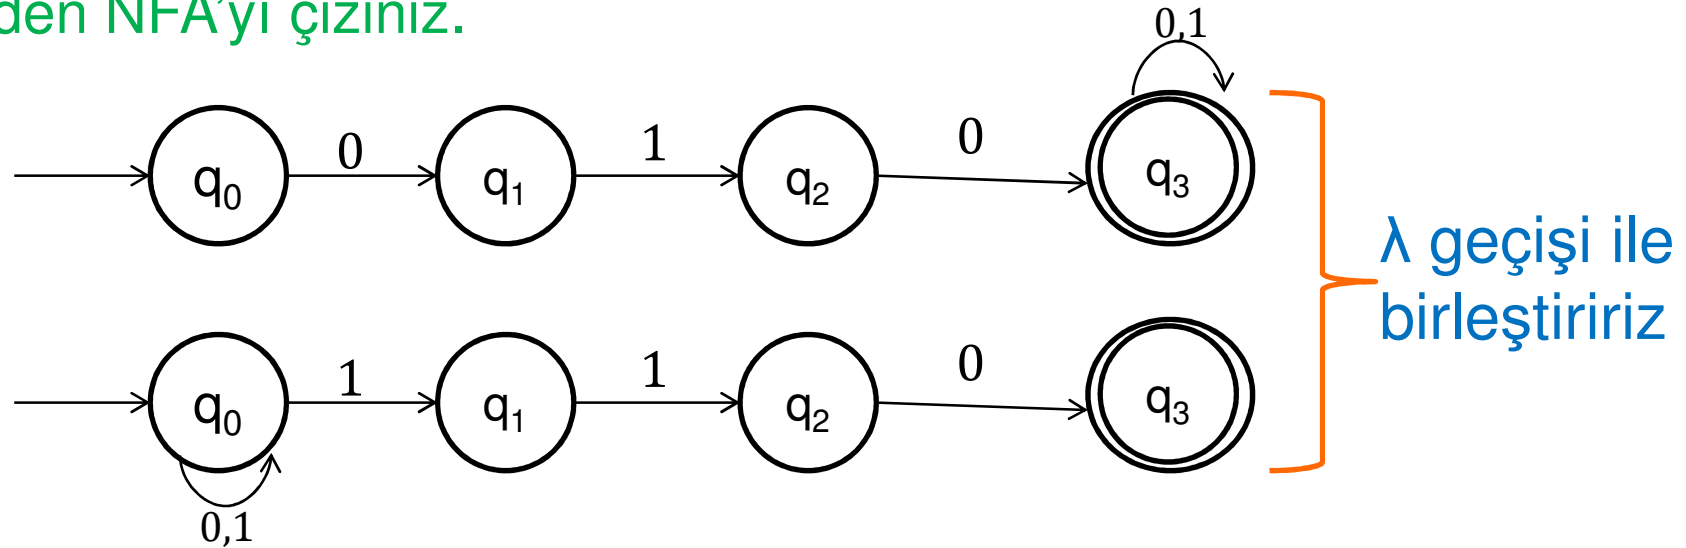 den NFA'yi çiziniz.
0,1
q0 0 q1 1 q2 0 q3
λ geçişi ile
birleştiririz
q0 1 q1 1 q2 0 q3
0,1